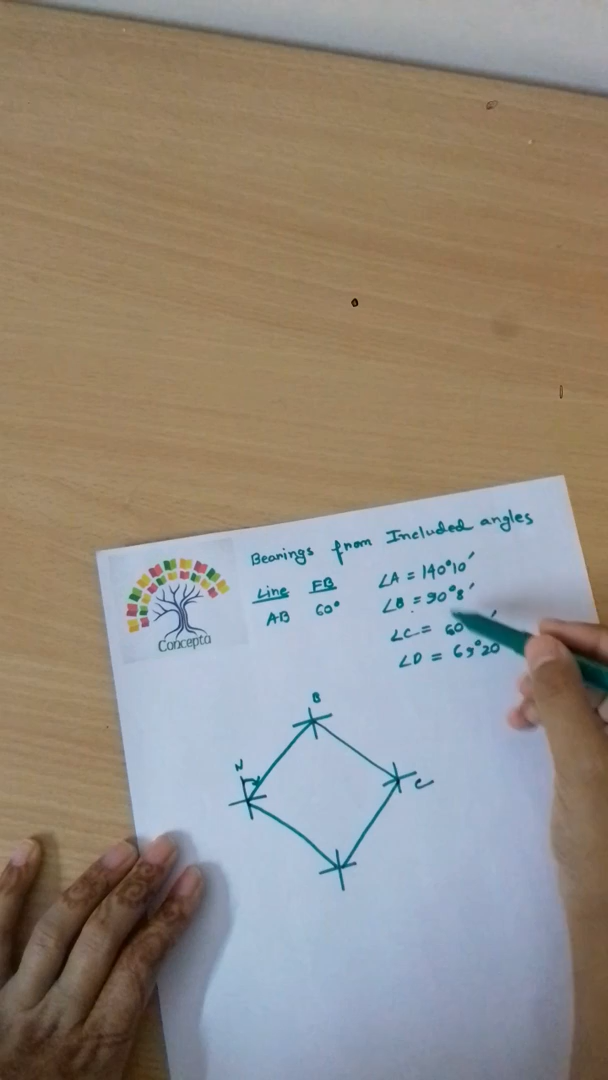 Bearings from Included angles
Line FB
AB 60°
∠A = 140°10′
∠B = 90°8′
∠C = 60 ′
∠D = 69°20
Concepta
B
N
C